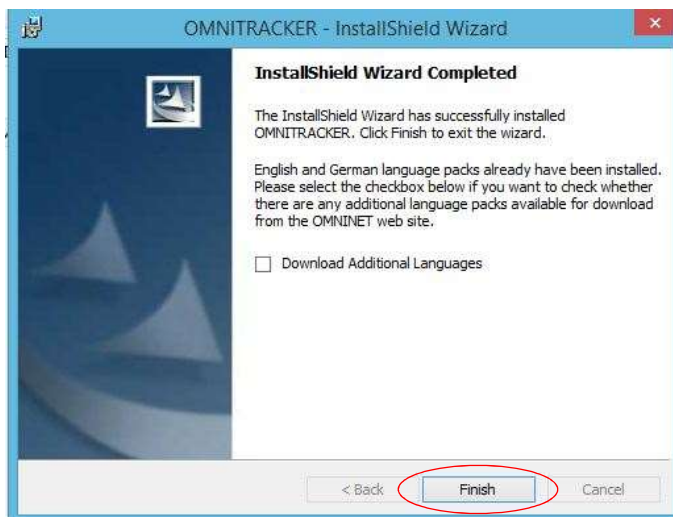 OMNITRACKER - InstallShield Wizard
InstallShield Wizard Completed
The InstallShield Wizard has successfully installed
OMNITRACKER. Click Finish to exit the wizard.
English and German language packs already have been installed.
Please select the checkbox below if you want to check whether
there are any additional language packs available for download
from the OMNINET web site.
Download Additional Languages
< Back
Finish
Cancel